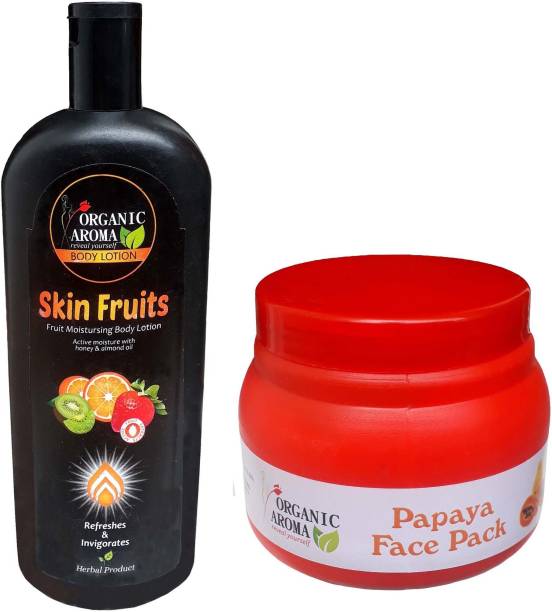 ORGANIC
AROMA
reveal yourself
BODY LOTION
Skin Fruits
Fruit Moistursing Body Lotion
Active moisture with
honey & almond oil
Refreshes
&
Invigorates
Herbal Product
ORGANIC
AROMA
reveal yourself
Papaya
Face Pack